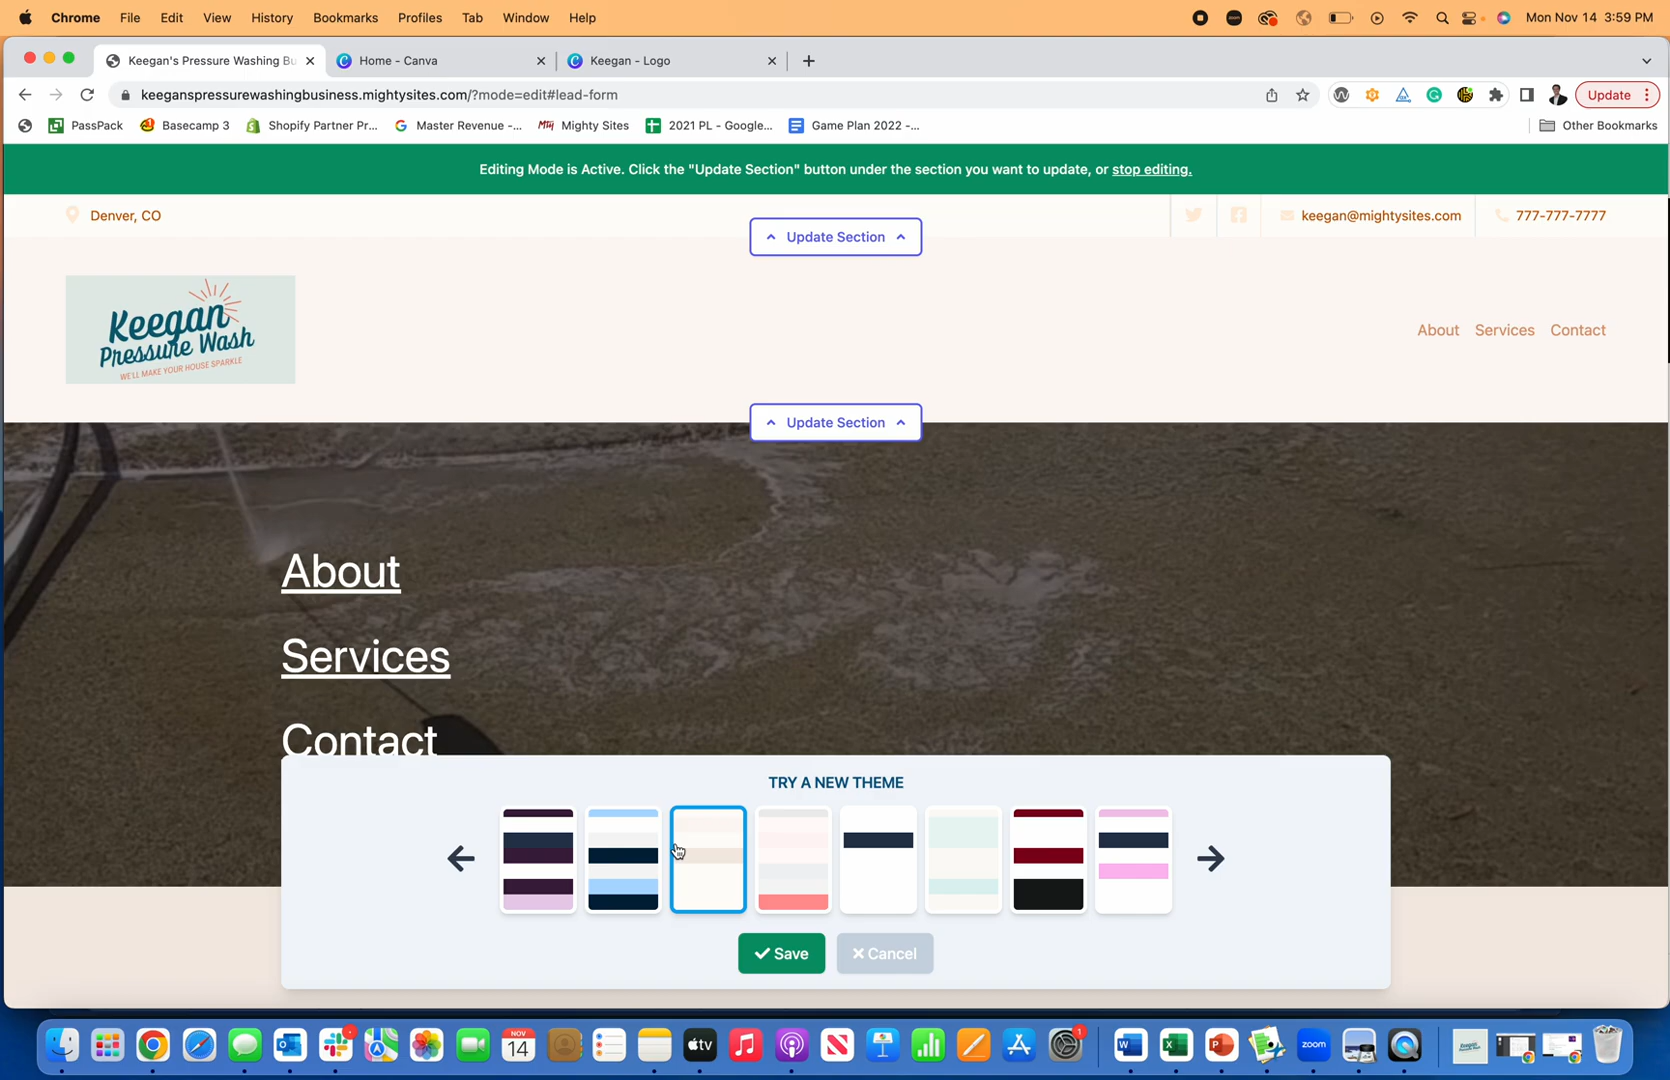 Chrome File Edit View History Bookmarks Profiles Tab Window Help Mon Nov 14 3:59 PM
Keegan's Pressure Washing Bu Home - Canva Keegan - Logo
keeganspressurewashingbusiness.mightysites.com/?mode=edit#lead-form Update
PassPack Basecamp 3 Shopify Partner Pr... Master Revenue -... Mighty Sites 2021 PL - Google... Game Plan 2022 -... Other Bookmarks
Editing Mode is Active. Click the "Update Section" button under the section you want to update, or stop editing.
Denver, CO keegan@mightysites.com 777-777-7777
Update Section
Keegan
Pressure Wash
WE'LL MAKE YOUR HOUSE SPARKLE
About Services Contact
Update Section
About
Services
Contact
TRY A NEW THEME
Save Cancel
NOV
14
tv
zoom
1